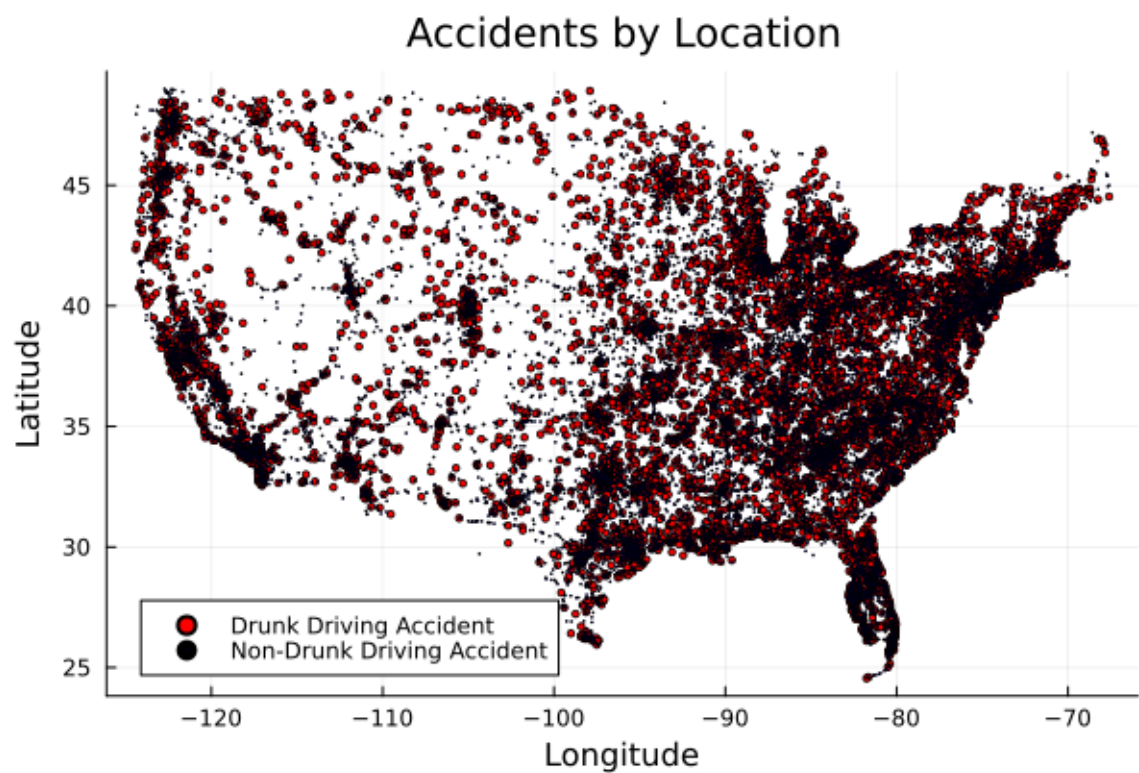 Accidents by Location
45
40
35
30
25
Latitude
Drunk Driving Accident
Non-Drunk Driving Accident
−120 −110 −100 −90 −80 −70
Longitude